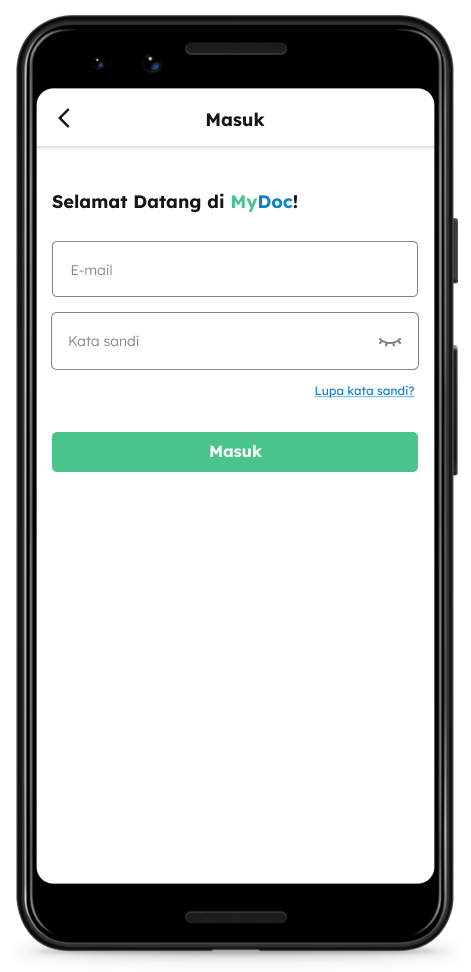 Masuk
Selamat Datang di MyDoc!
E-mail
Kata sandi
Lupa kata sandi?
Masuk